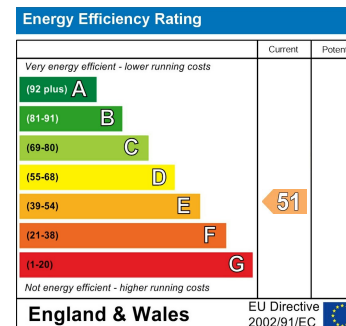 Energy Efficiency Rating
Current Poten
Very energy efficient - lower running costs
(92 plus) A
(81-91) B
(69-80) C
(55-68) D
(39-54) E 51
(21-38) F
(1-20) G
Not energy efficient - higher running costs
England & Wales
EU Directive
2002/91/EC